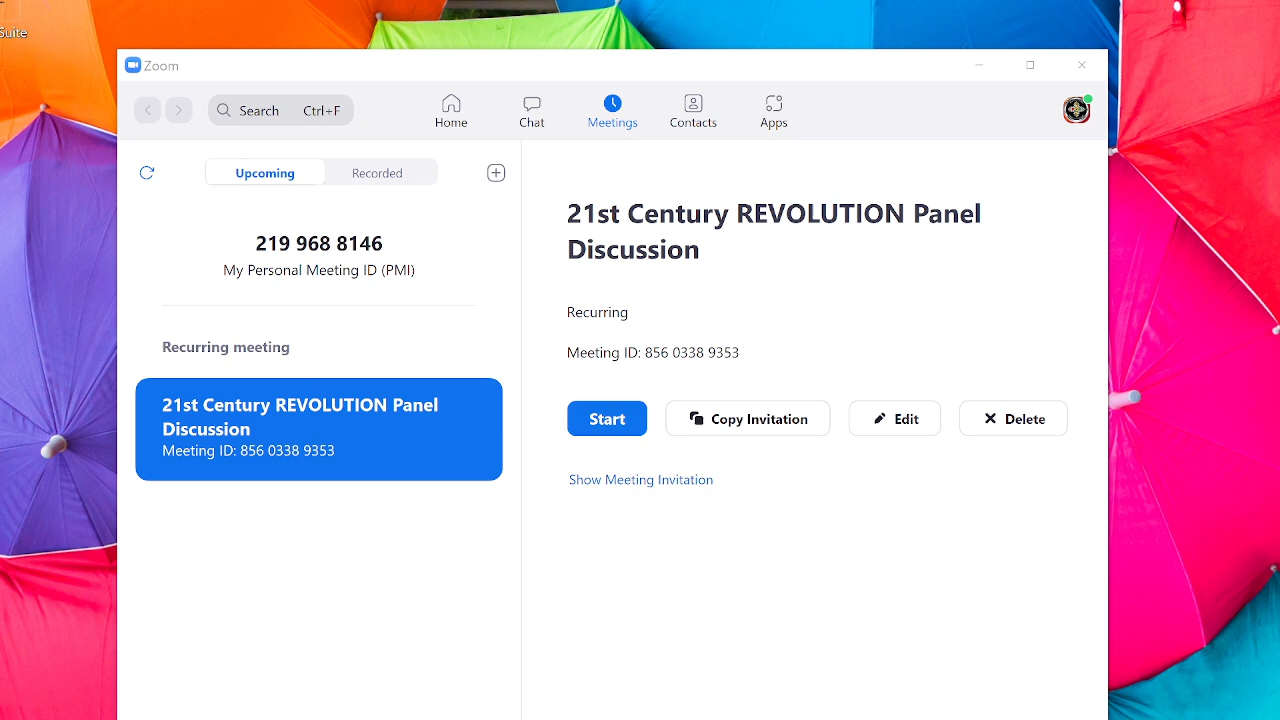 Suite
Zoom
Search Ctrl+F
Home
Chat
Meetings
Contacts
Apps
Upcoming
Recorded
219 968 8146
My Personal Meeting ID (PMI)
Recurring meeting
21st Century REVOLUTION Panel
Discussion
Meeting ID: 856 0338 9353
21st Century REVOLUTION Panel
Discussion
Recurring
Meeting ID: 856 0338 9353
Start
Copy Invitation
Edit
Delete
Show Meeting Invitation